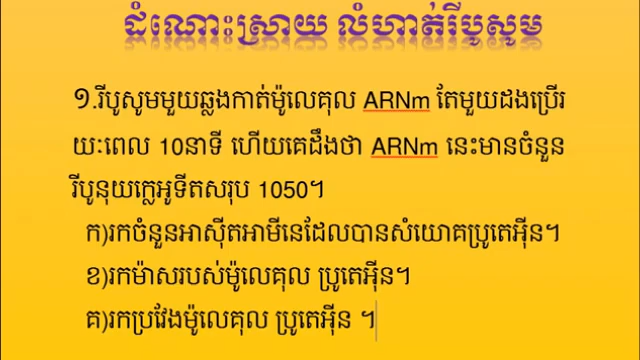 ដំណោះស្រាយ លំហាត់រីបូសូម
១.រីបូសូមមួយឆ្លងកាត់ម៉ូលេគុល ARNm តែមួយដងប្រើរ
យៈពេល 10នាទី ហើយគេដឹងថា ARNm នេះមានចំនួន
រីបូនុយក្លេអូទីតសរុប 1050។
ក)រកចំនួនអាស៊ីតអាមីនេដែលបានសំយោគប្រូតេអ៊ីន។
ខ)រកម៉ាសរបស់ម៉ូលេគុល ប្រូតេអ៊ីន។
គ)រកប្រវែងម៉ូលេគុល ប្រូតេអ៊ីន ។